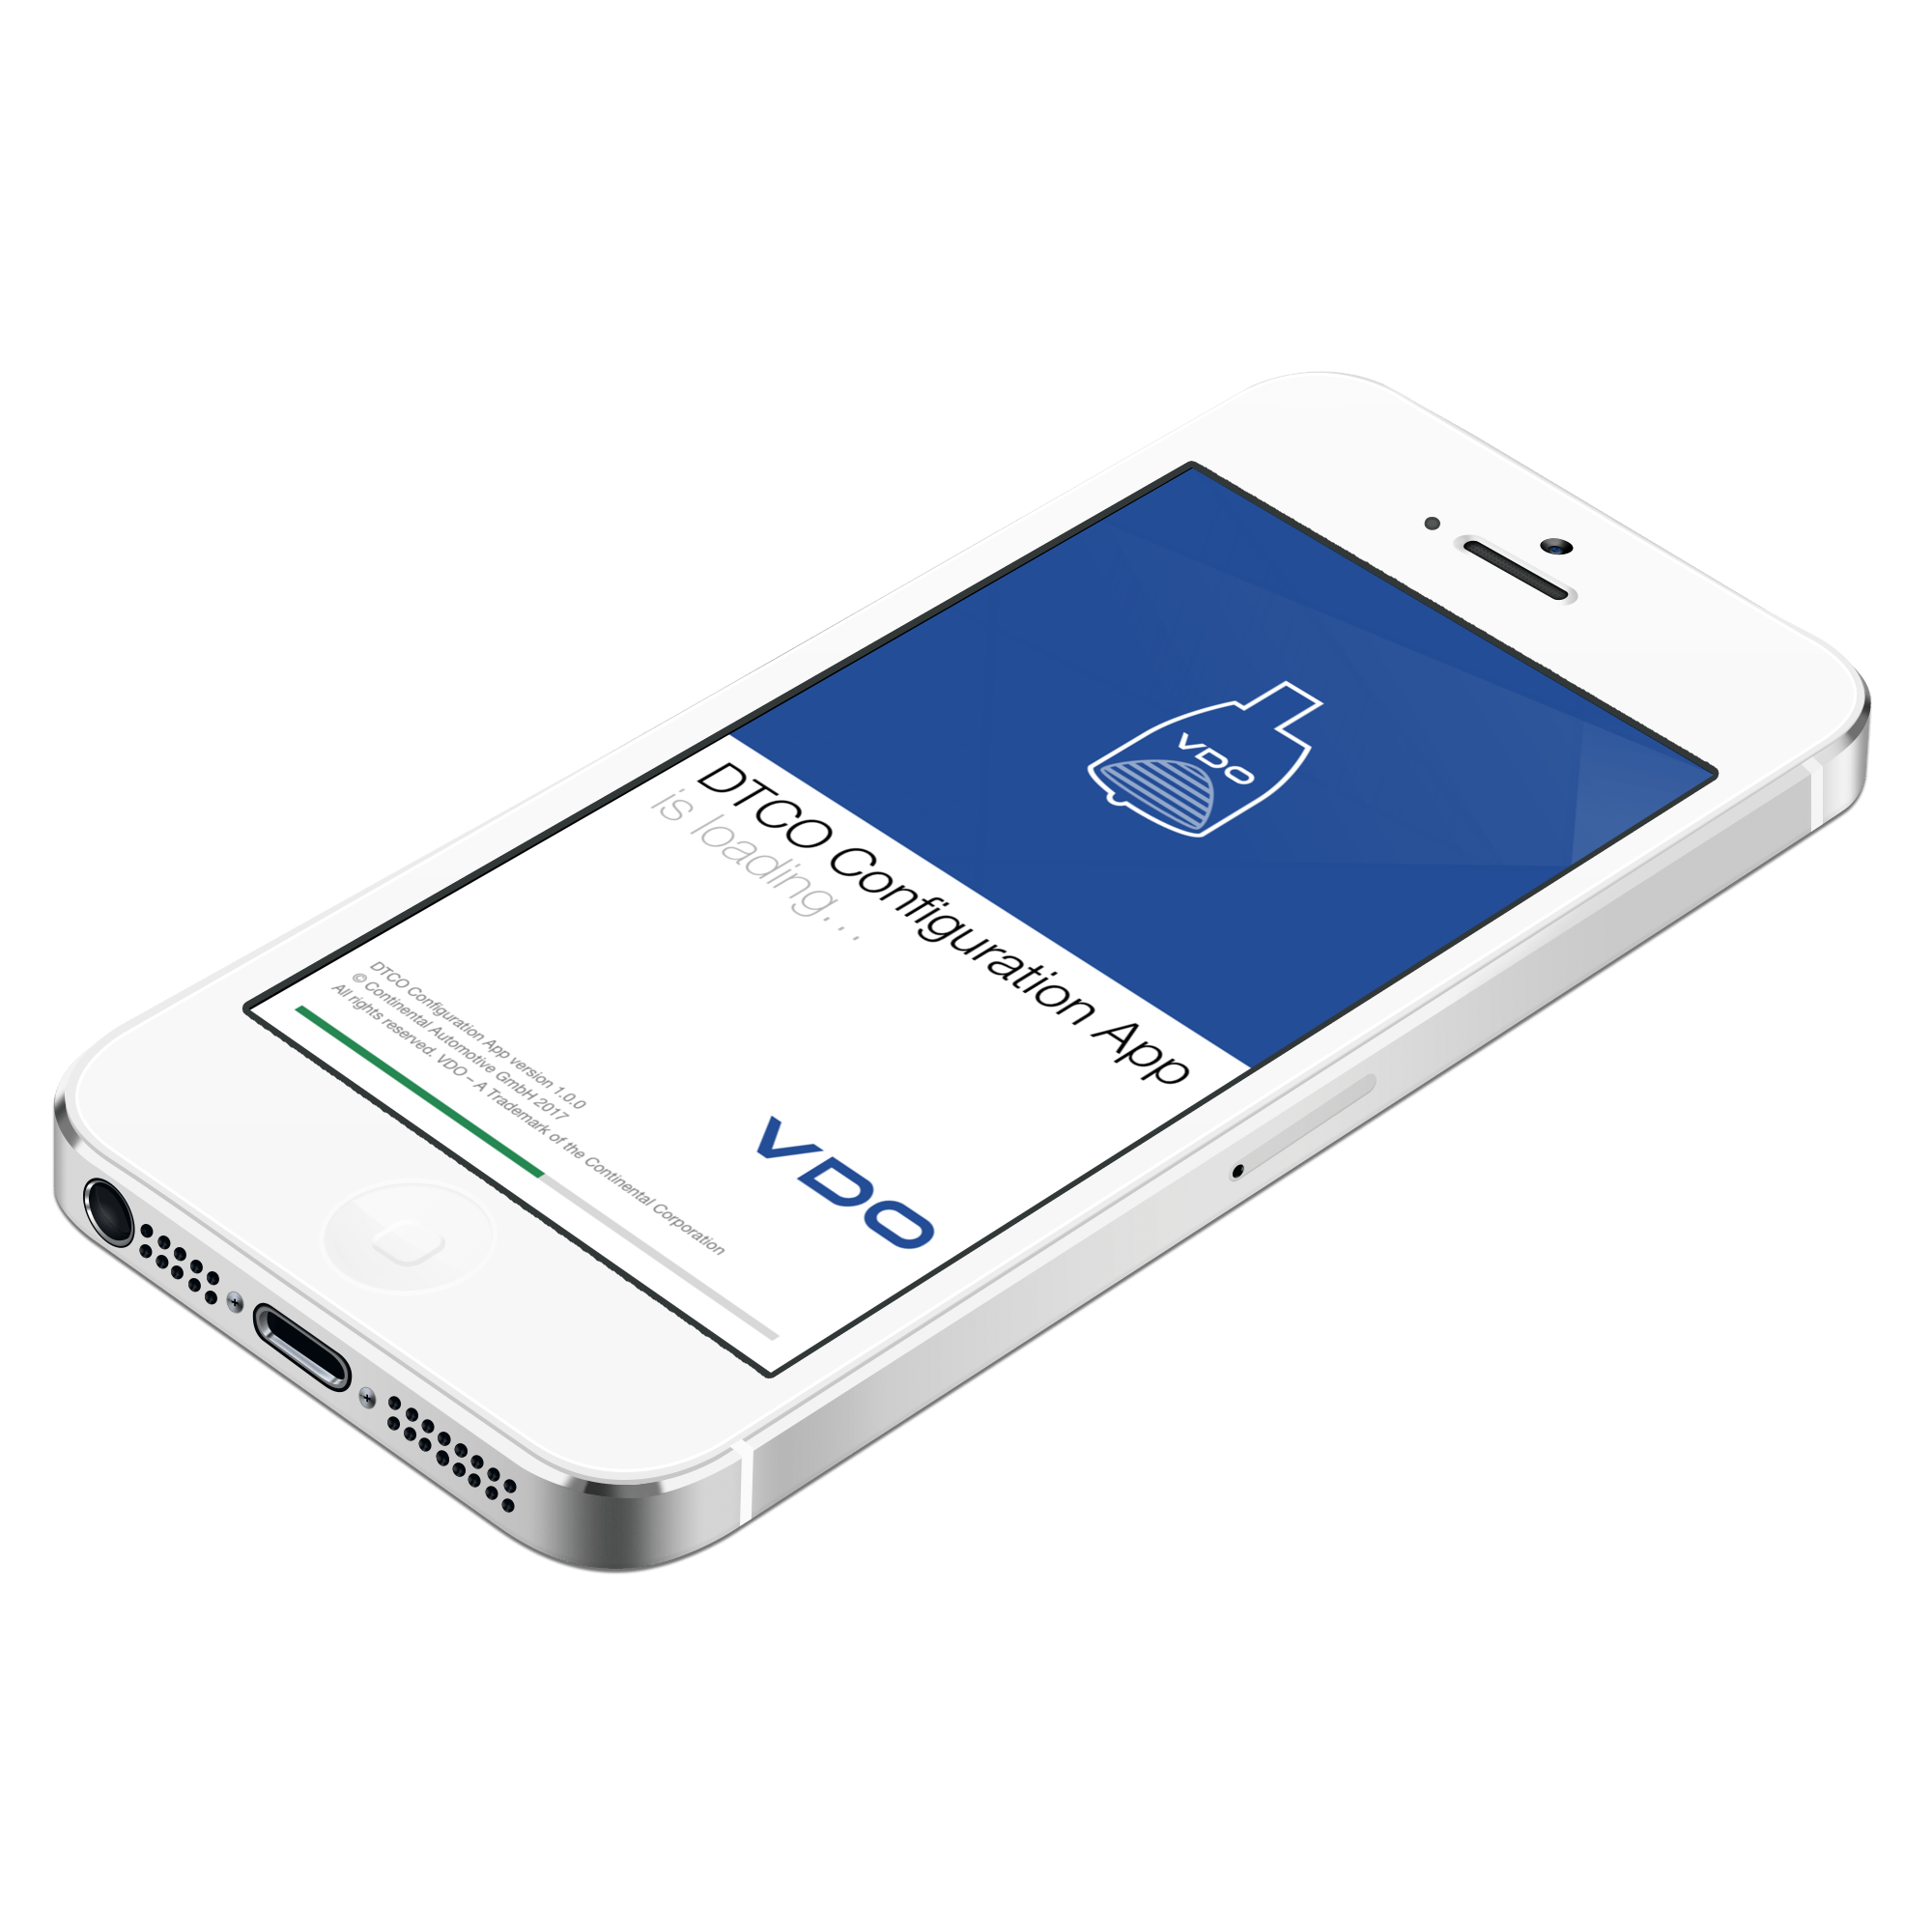 VDO
DTCO Configuration App
is loading...
VDO
DTCO Configuration App version 1.0.0
© Continental Automotive GmbH 2017
All rights reserved. VDO – A Trademark of the Continental Corporation